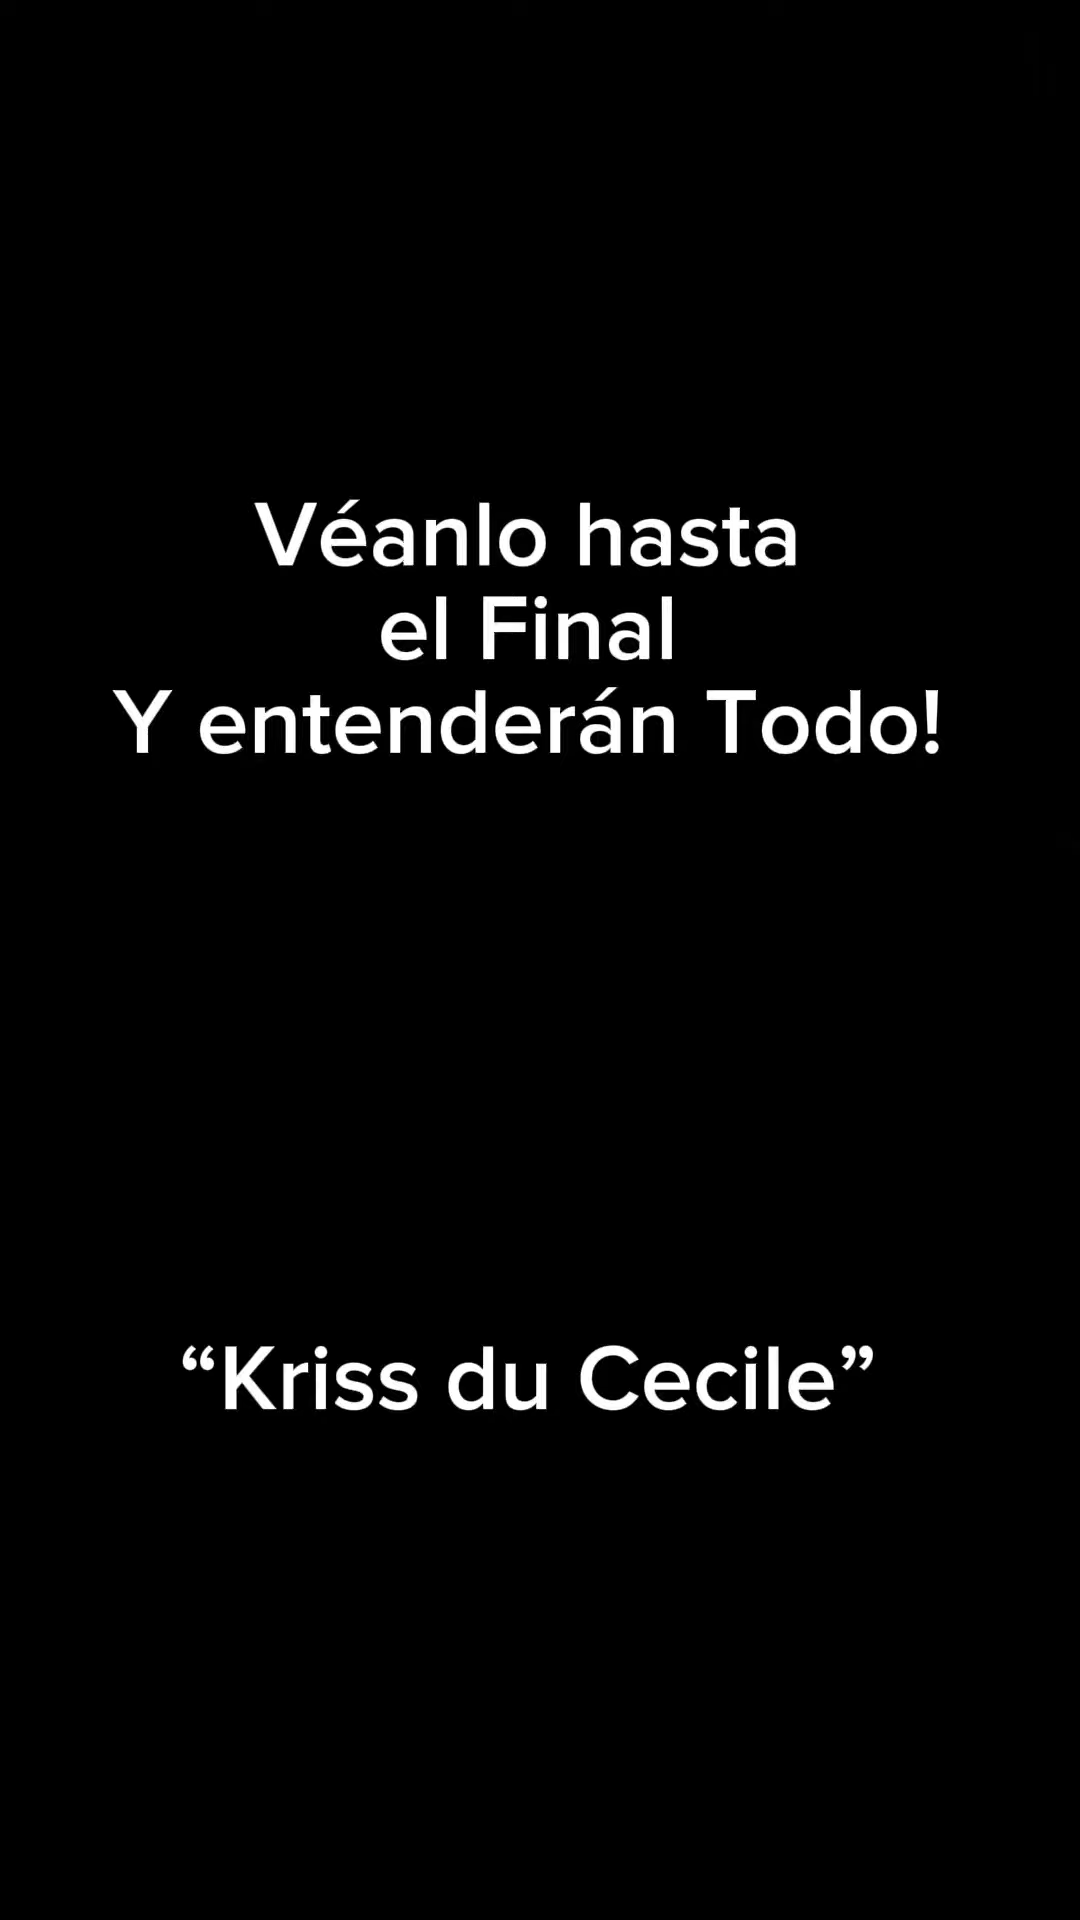 Véanlo hasta
el Final
Y entenderán Todo!
“Kriss du Cecile”